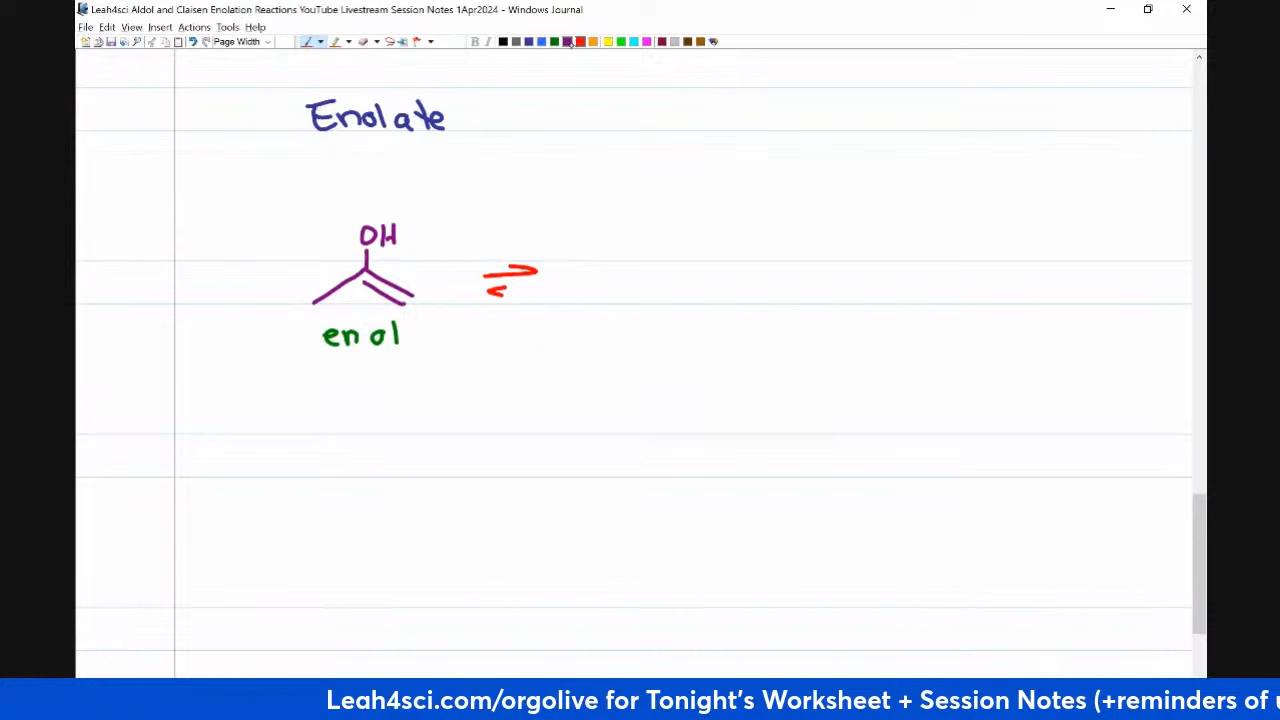 Leah4sci Aldol and Claisen Enolation Reactions YouTube Livestream Session Notes 1Apr2024 - Windows Journal
File Edit View Insert Actions Tools Help
Page Width B I
Enolate
OH
enol
Leah4sci.com/orgolive for Tonight's Worksheet + Session Notes (+reminders of